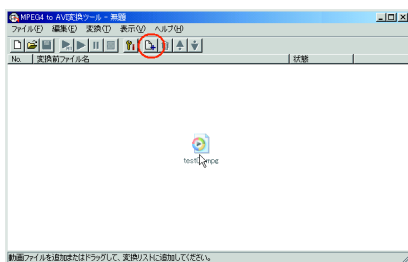 MPEG4 to AVI変換ツール - 無題
ファイル(F) 編集(E) 変換(T) 表示(V) ヘルプ(H)
No. 変換前ファイル名 状態
動画ファイルを追加またはドラッグして、変換リストに追加してください。